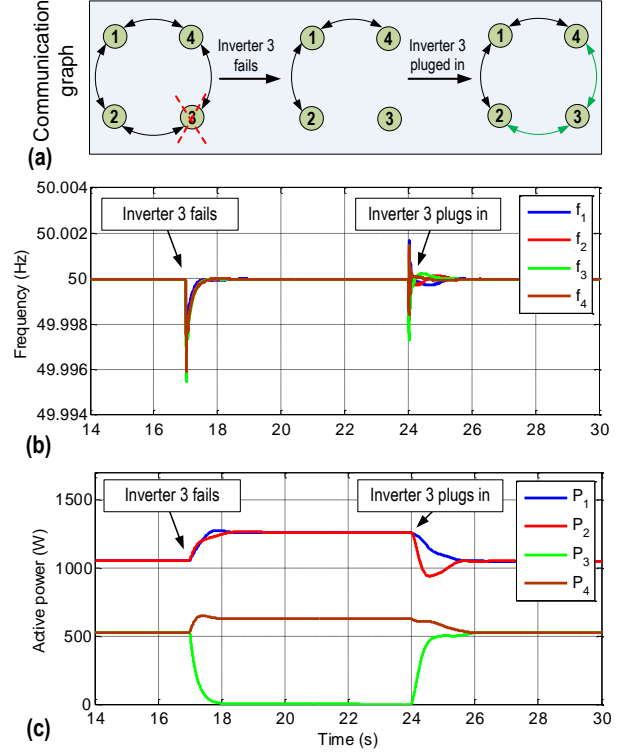 Communication
graph
1
4
2
3
Inverter 3
fails
1
4
2
3
Inverter 3
pluged in
1
4
2
3
(a)
50.004
50.002
50
49.998
49.996
49.994
Frequency (Hz)
Inverter 3 fails
Inverter 3 plugs in
f1
f2
f3
f4
14 16 18 20 22 24 26 28 30
(b)
1500
1000
500
0
Active power (W)
Inverter 3 fails
Inverter 3 plugs in
P1
P2
P3
P4
14 16 18 20 22 24 26 28 30
Time (s)
(c)